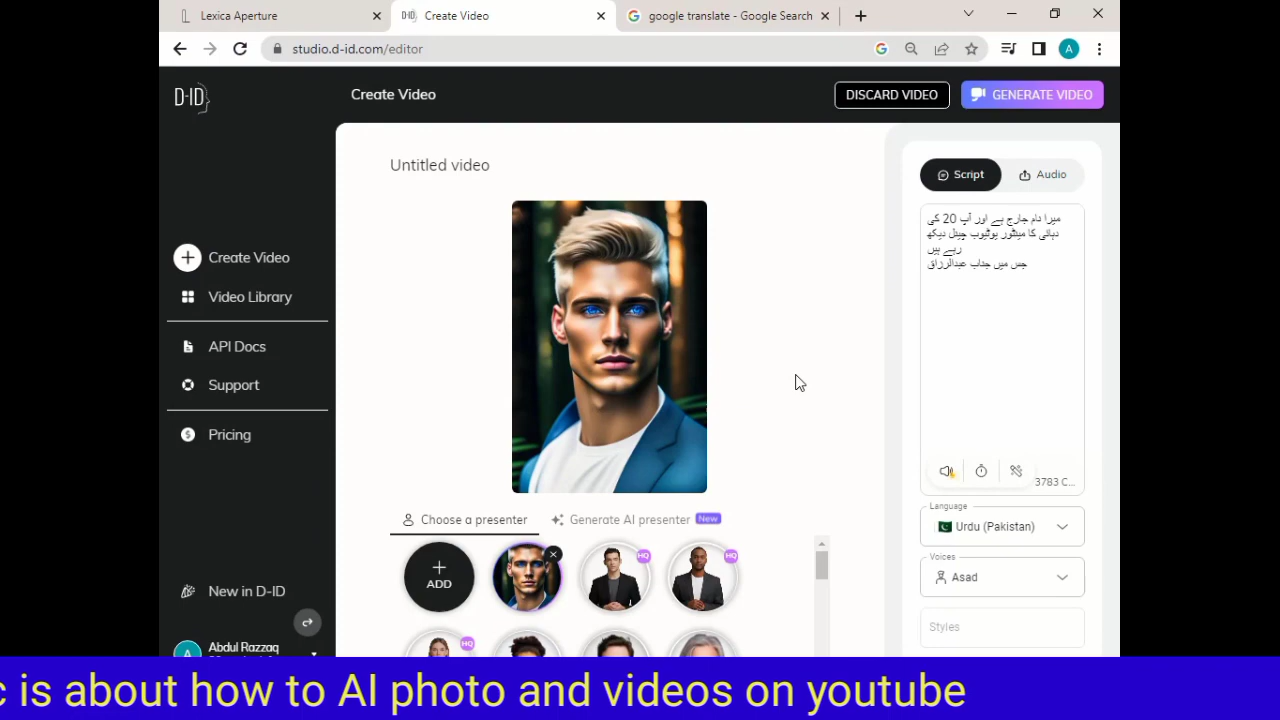 Lexica Aperture
Create Video
google translate - Google Search
studio.d-id.com/editor
A
D-ID
Create Video
DISCARD VIDEO
GENERATE VIDEO
Untitled video
Script
Audio
میرا نام جارج ہے اور آپ 20 کی
دہائی کا مینٹور یوٹیوب چینل دیکھ
رہے ہیں
جس میں جناب عبدالرزاق
3783 C...
Create Video
Video Library
API Docs
Support
Pricing
Language
Urdu (Pakistan)
Voices
Asad
Styles
Choose a presenter
Generate AI presenter
New
ADD
HQ
HQ
HQ
New in D-ID
A
Abdul Razzaq
c is about how to AI photo and videos on youtube